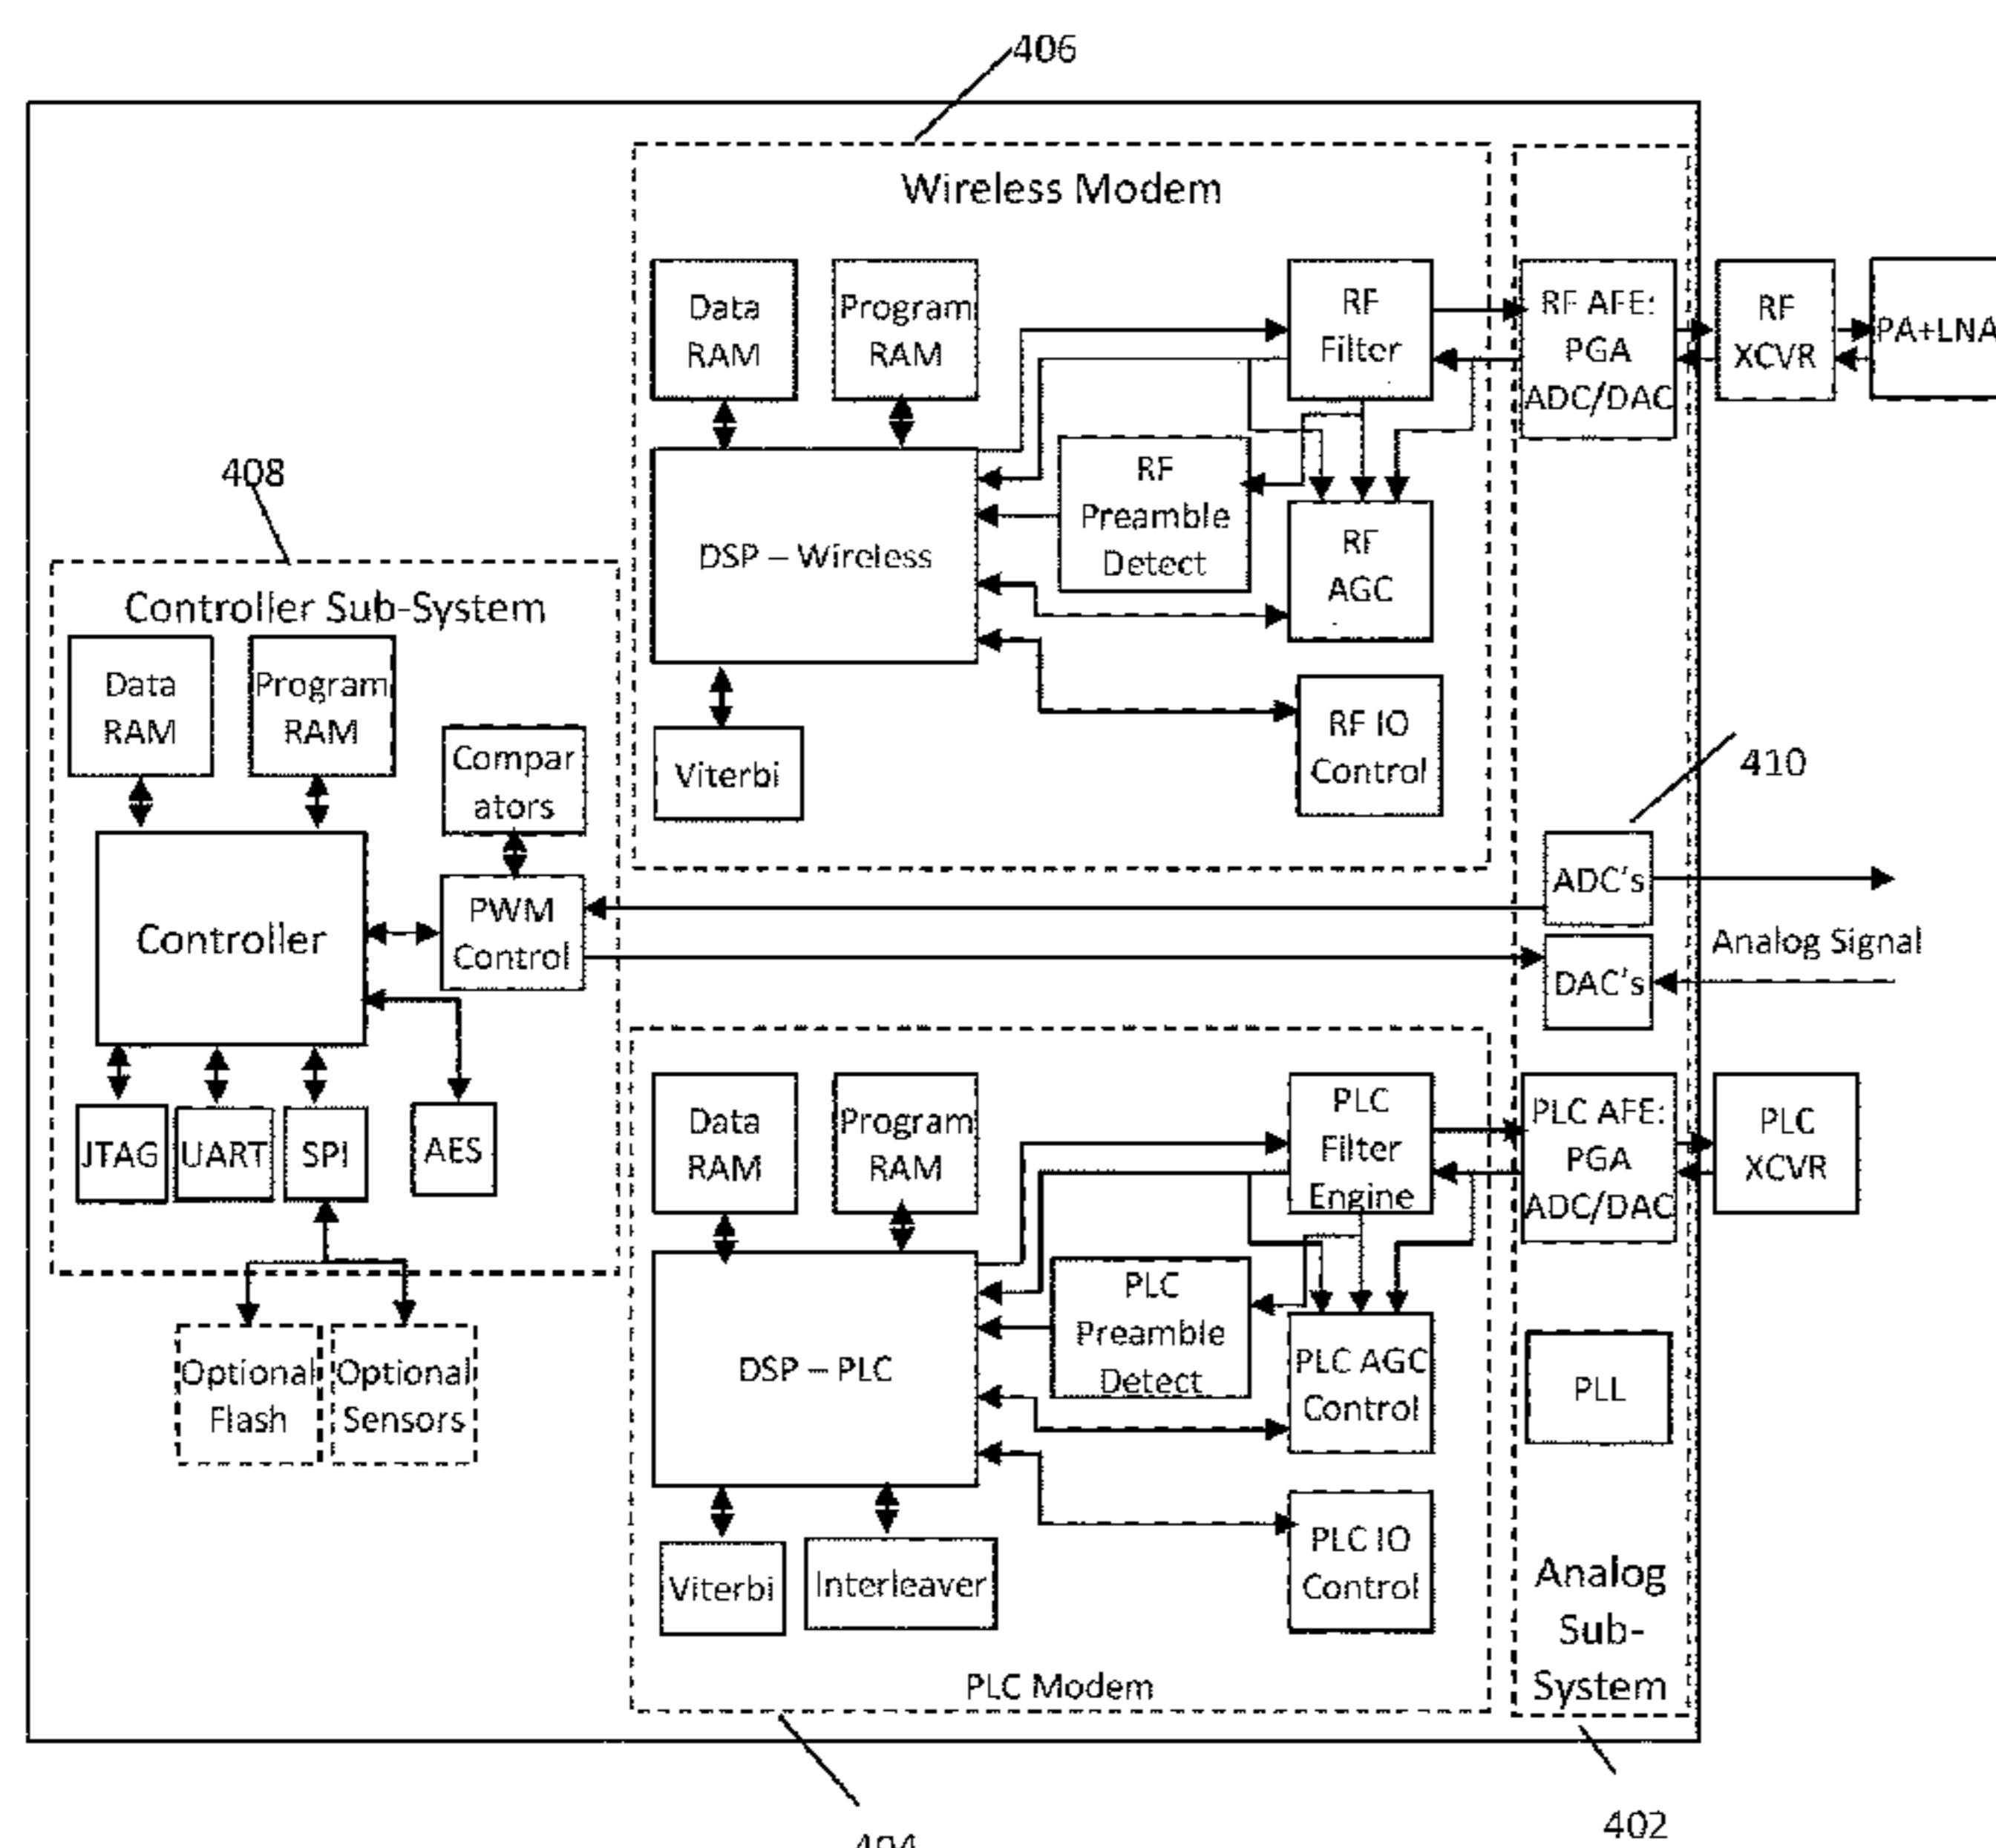 406
Wireless Modem
Data
RAM
Program
RAM
RF
Filter
RF AFE:
PGA
ADC/DAC
RF
XCVR
PA+LNA
DSP – Wireless
RF
Preamble
Detect
RF
AGC
RF IO
Control
Viterbi
408
Controller Sub-System
Data
RAM
Program
RAM
Compar
ators
Controller
PWM
Control
JTAG
UART
SPI
AES
Optional
Flash
Optional
Sensors
410
ADC's
Analog Signal
DAC's
Data
RAM
Program
RAM
PLC
Filter
Engine
PLC AFE:
PGA
ADC/DAC
PLC
XCVR
DSP – PLC
PLC
Preamble
Detect
PLC AGC
Control
PLL
PLC IO
Control
Viterbi
Interleaver
PLC Modem
Analog
Sub-
System
404
402